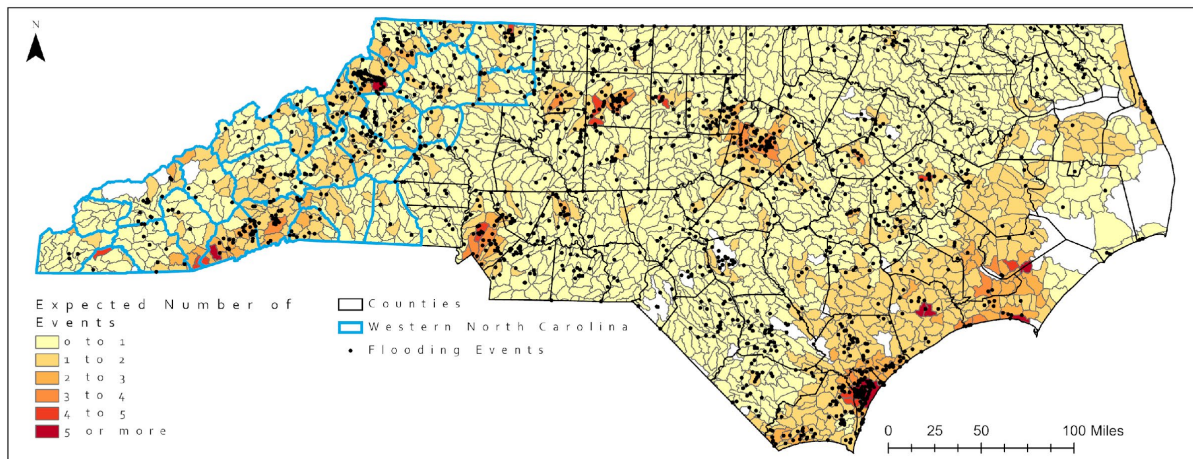 N
Expected Number of
Events
0 to 1
1 to 2
2 to 3
3 to 4
4 to 5
5 or more
Counties
Western North Carolina
Flooding Events
0 25 50 100 Miles